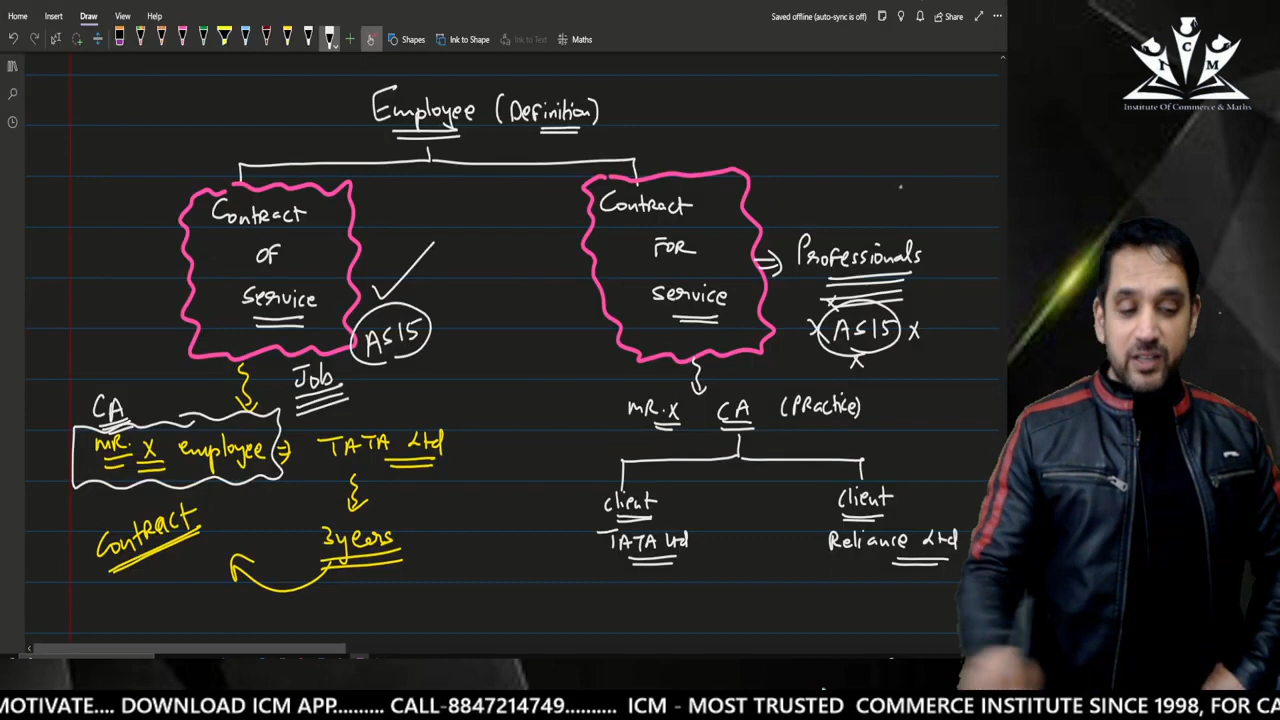 Home Insert Draw View Help
Saved offline (auto-sync is off) Share
Shapes Ink to Shape Ink to Text Maths
I C M
Institute Of Commerce & Maths
Employee (Definition)
Contract
OF
Service
AS15
Job
Contract
FOR
Service
Professionals
x AS15 x
x
x
CA
MR. X employee ⇒ TATA Ltd
3 years
Contract
MR. X CA (Practice)
Client
TATA Ltd
Client
Reliance Ltd
MOTIVATE.... DOWNLOAD ICM APP......... CALL-8847214749......... ICM - MOST TRUSTED COMMERCE INSTITUTE SINCE 1998, FOR CA